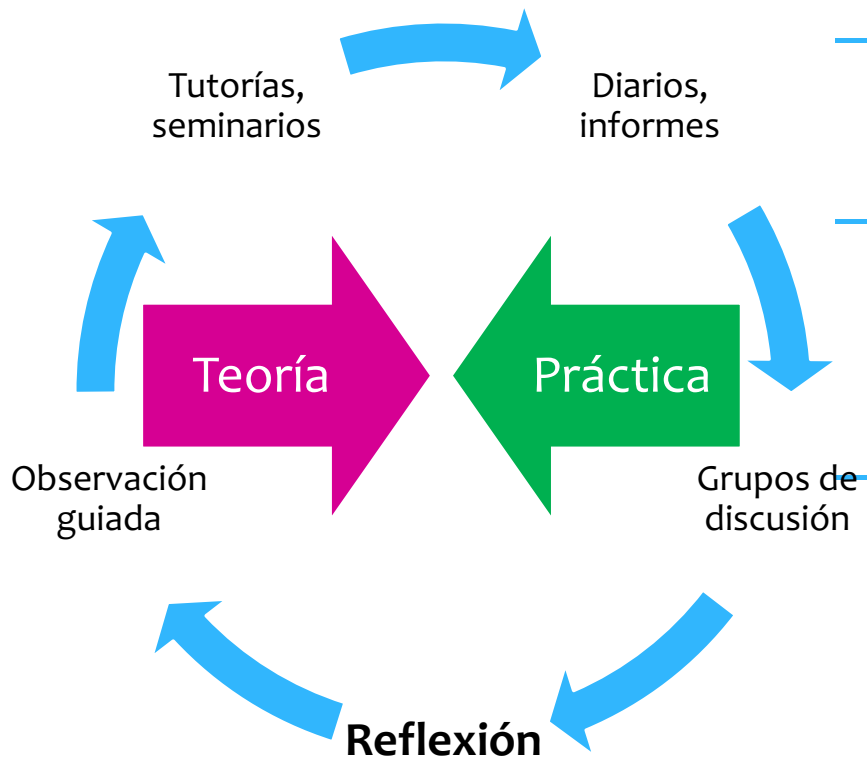 Tutorías,
seminarios
Diarios,
informes
Teoría
Práctica
Observación
guiada
Grupos de
discusión
Reflexión